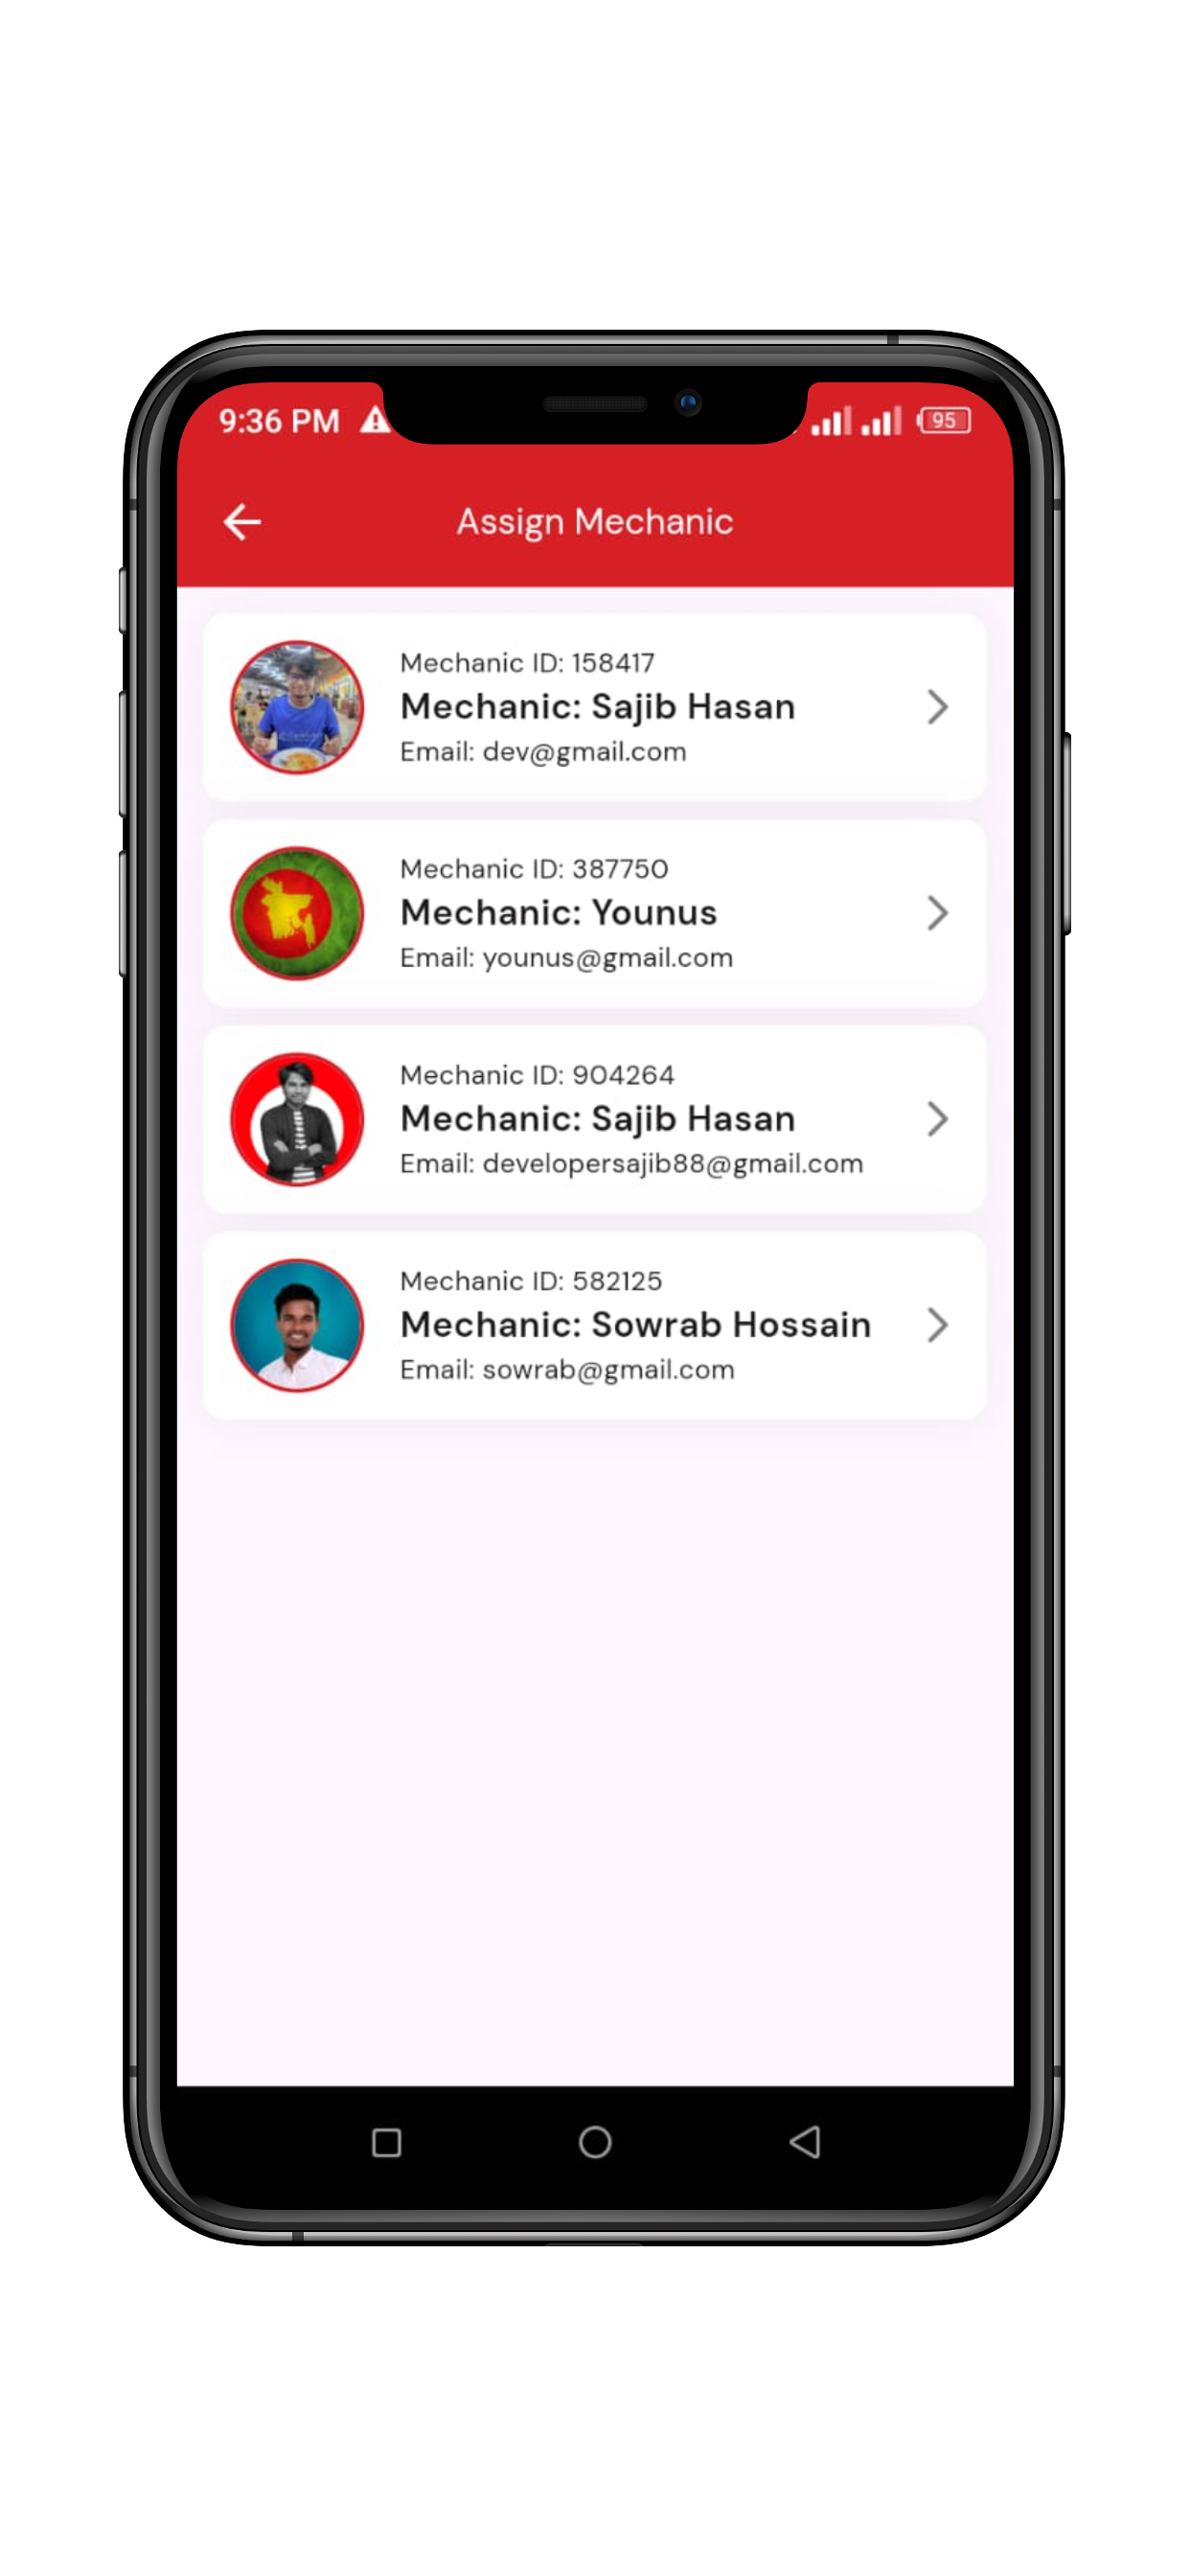 9:36 PM
95
Assign Mechanic
Mechanic ID: 158417
Mechanic: Sajib Hasan
Email: dev@gmail.com
Mechanic ID: 387750
Mechanic: Younus
Email: younus@gmail.com
Mechanic ID: 904264
Mechanic: Sajib Hasan
Email: developersajib88@gmail.com
Mechanic ID: 582125
Mechanic: Sowrab Hossain
Email: sowrab@gmail.com